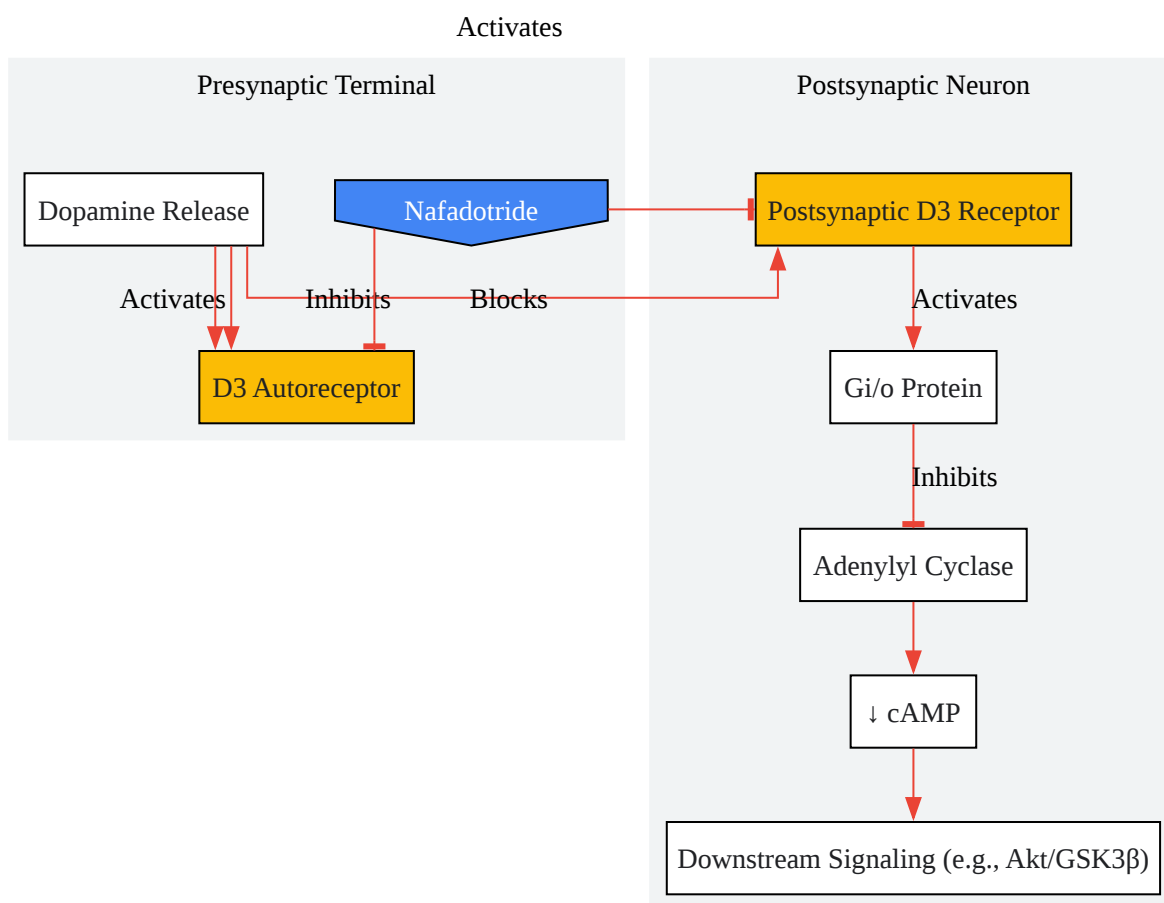 Activates
Presynaptic Terminal
Postsynaptic Neuron
Dopamine Release
Nafadotride
Postsynaptic D3 Receptor
Activates
Inhibits
Blocks
Activates
D3 Autoreceptor
Gi/o Protein
Inhibits
Adenylyl Cyclase
↓ cAMP
Downstream Signaling (e.g., Akt/GSK3β)